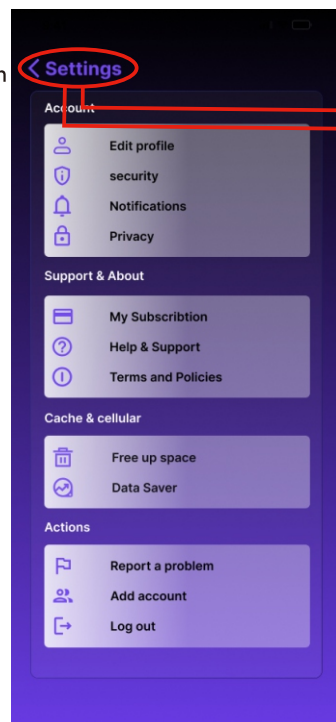 Settings
Account
Edit profile
security
Notifications
Privacy
Support & About
My Subscribtion
Help & Support
Terms and Policies
Cache & cellular
Free up space
Data Saver
Actions
Report a problem
Add account
Log out